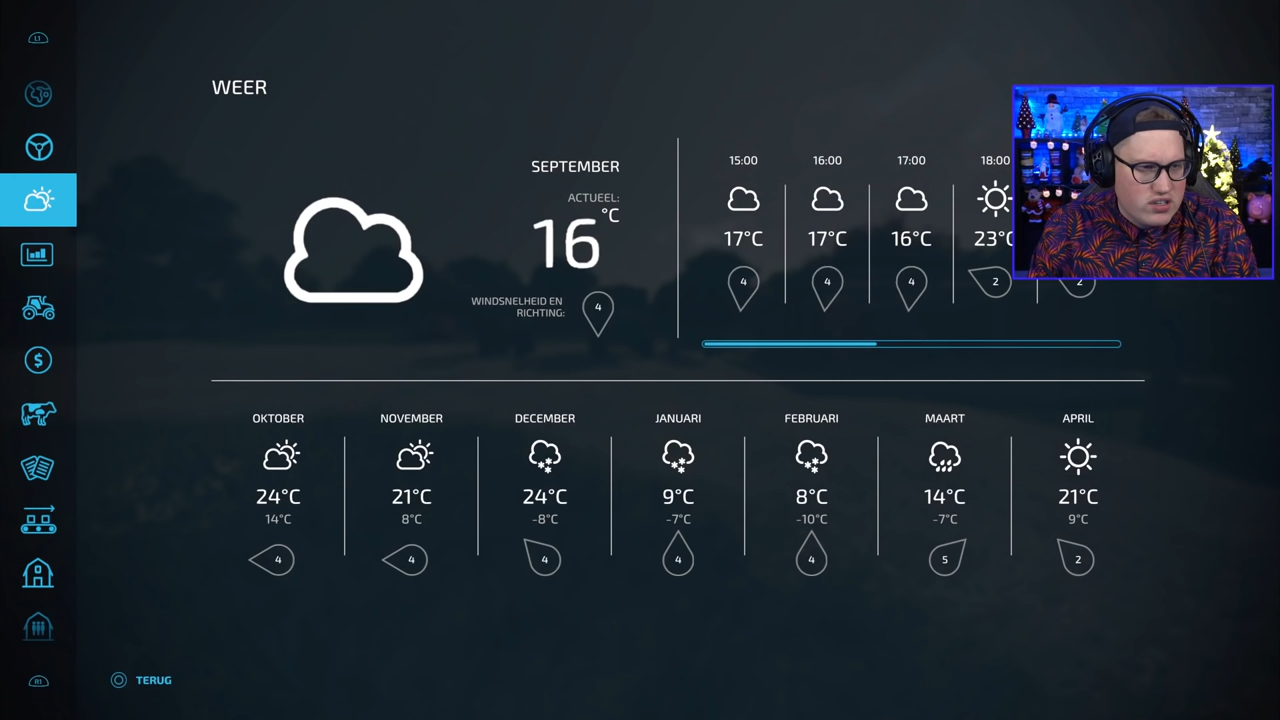 L1
WEER
SEPTEMBER
ACTUEEL:
16 °C
WINDSNELHEID EN
RICHTING:
4
15:00 16:00 17:00 18:00
17°C 17°C 16°C 23°C
4 4 4 2 2
OKTOBER NOVEMBER DECEMBER JANUARI FEBRUARI MAART APRIL
24°C 21°C 24°C 9°C 8°C 14°C 21°C
14°C 8°C -8°C -7°C -10°C -7°C 9°C
4 4 4 4 4 5 2
R1
TERUG